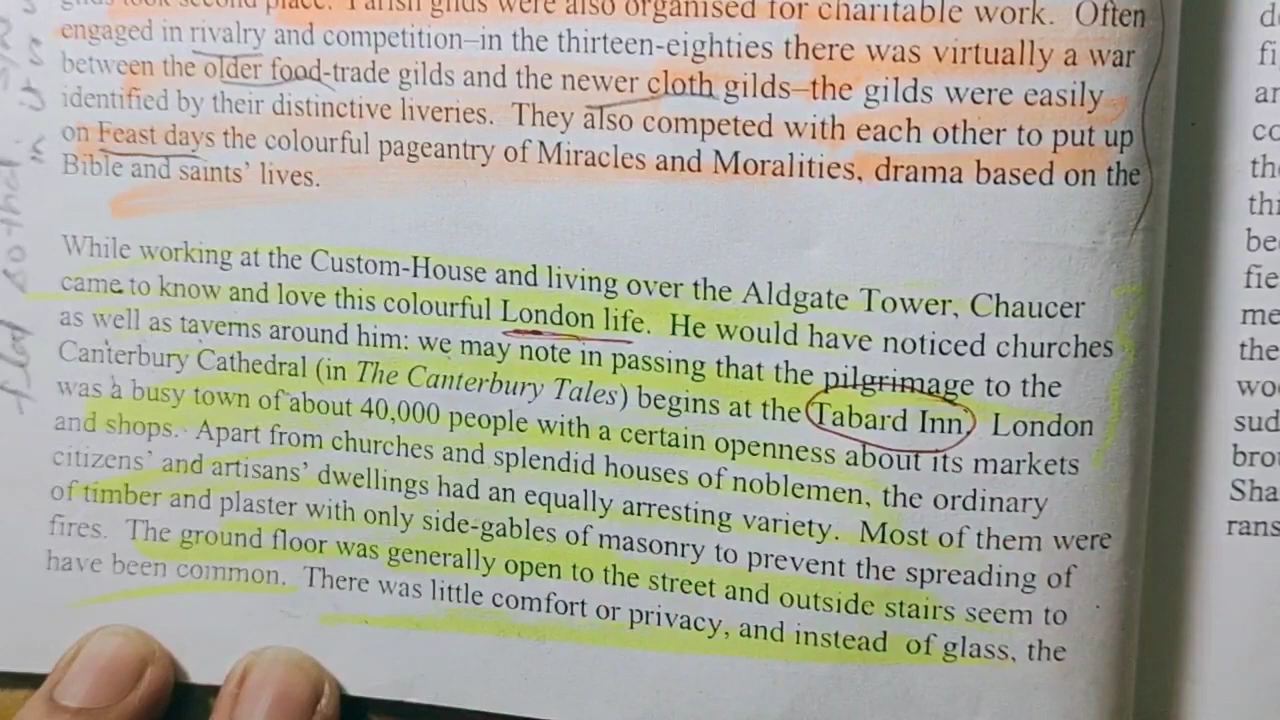 gilds took second place. Parish gilds were also organised for charitable work. Often
engaged in rivalry and competition–in the thirteen-eighties there was virtually a war
between the older food-trade gilds and the newer cloth gilds–the gilds were easily
identified by their distinctive liveries. They also competed with each other to put up
on Feast days the colourful pageantry of Miracles and Moralities, drama based on the
Bible and saints' lives.
While working at the Custom-House and living over the Aldgate Tower, Chaucer
came to know and love this colourful London life. He would have noticed churches
as well as taverns around him: we may note in passing that the pilgrimage to the
Canterbury Cathedral (in The Canterbury Tales) begins at the Tabard Inn. London
was a busy town of about 40,000 people with a certain openness about its markets
and shops. Apart from churches and splendid houses of noblemen, the ordinary
citizens' and artisans' dwellings had an equally arresting variety. Most of them were
of timber and plaster with only side-gables of masonry to prevent the spreading of
fires. The ground floor was generally open to the street and outside stairs seem to
have been common. There was little comfort or privacy, and instead of glass, the